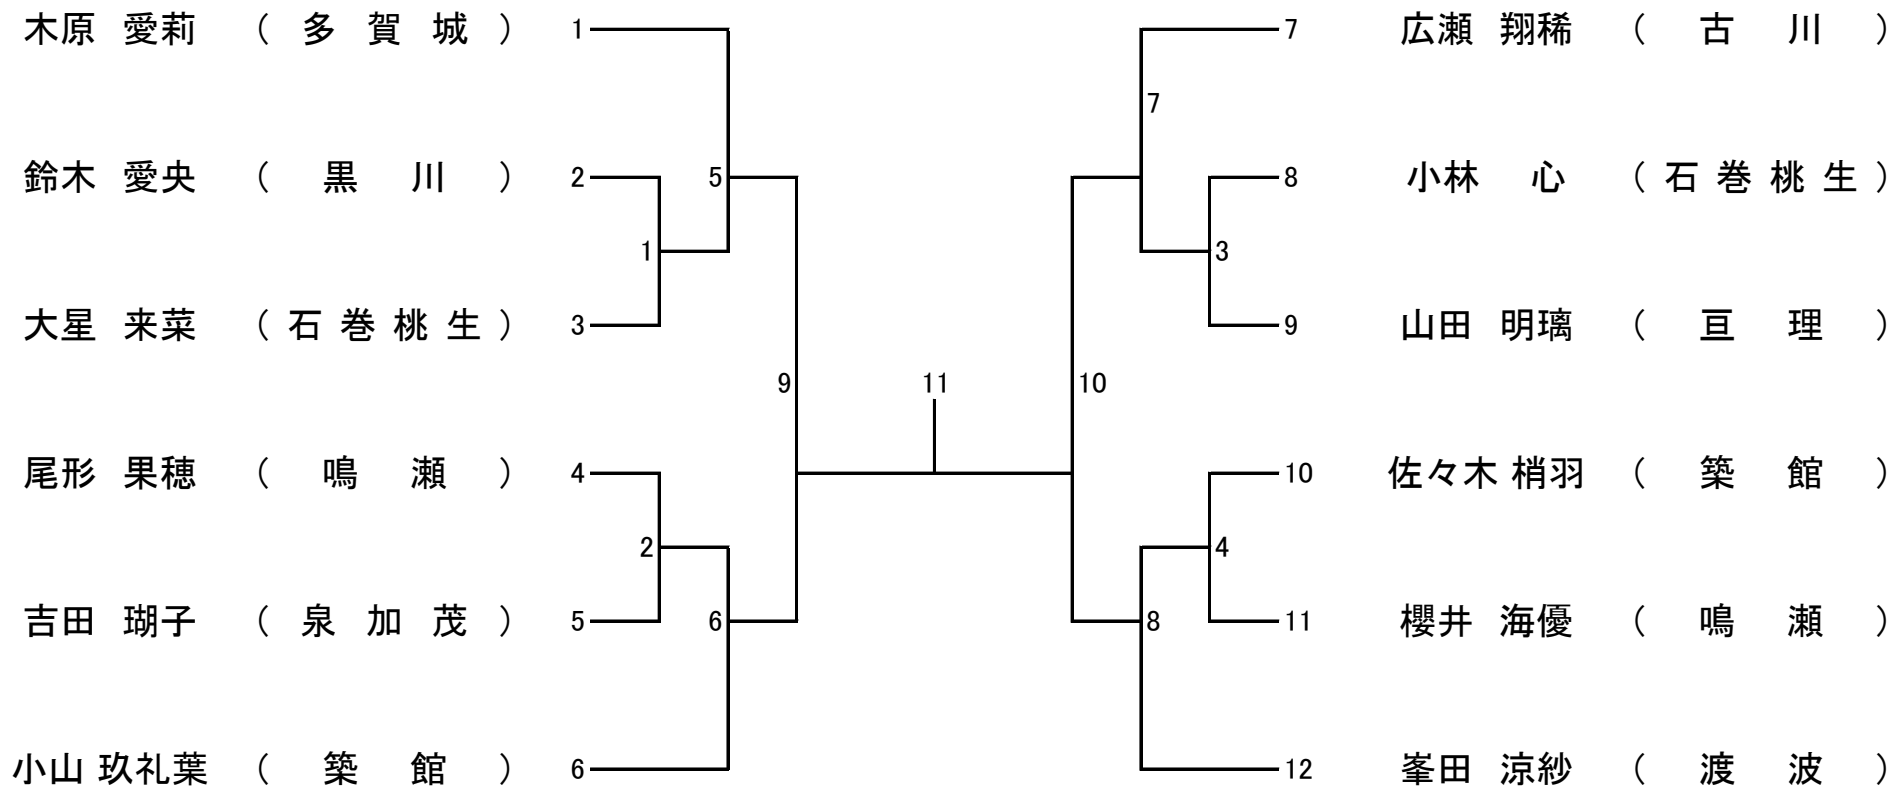 木原 愛莉 （ 多 賀 城 ） 1 7 広瀬 翔稀 （ 古 川 ）
7
鈴木 愛央 （ 黒 川 ） 2 5 8 小林 心 （ 石 巻 桃 生 ）
1 3
大星 来菜 （ 石 巻 桃 生 ） 3 9 山田 明璃 （ 亘 理 ）
9 11 10
尾形 果穂 （ 鳴 瀬 ） 4 10 佐々木 梢羽 （ 築 館 ）
2 4
吉田 瑚子 （ 泉 加 茂 ） 5 6 8 11 櫻井 海優 （ 鳴 瀬 ）
小山 玖礼葉 （ 築 館 ） 6 12 峯田 涼紗 （ 渡 波 ）